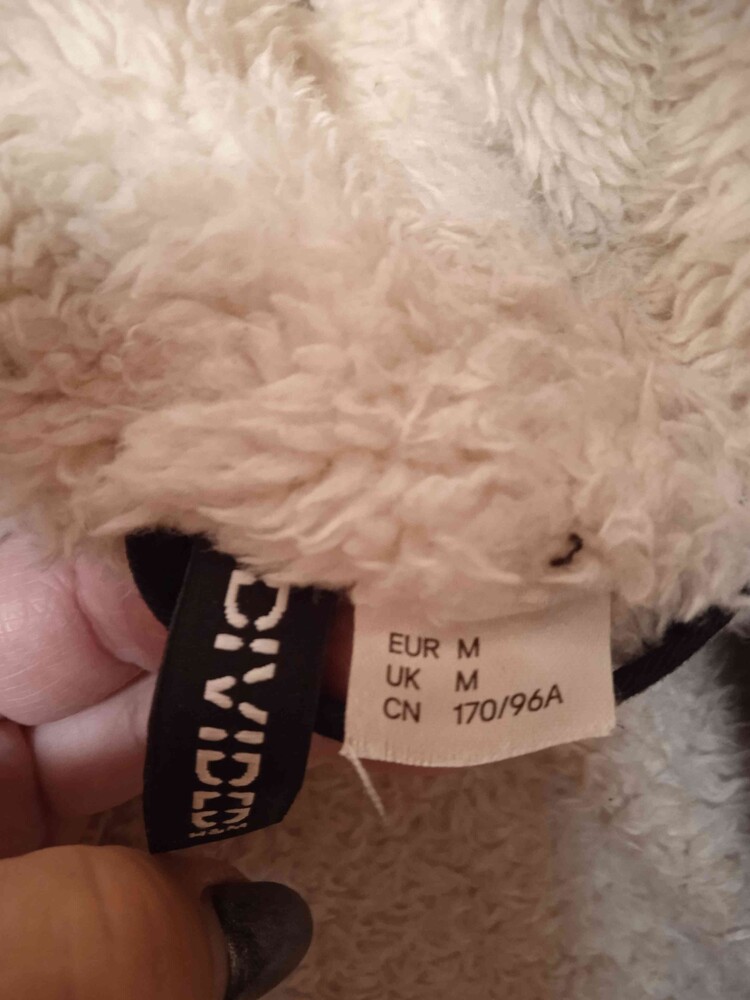 DIVIDED
EUR M
UK M
CN 170/96A